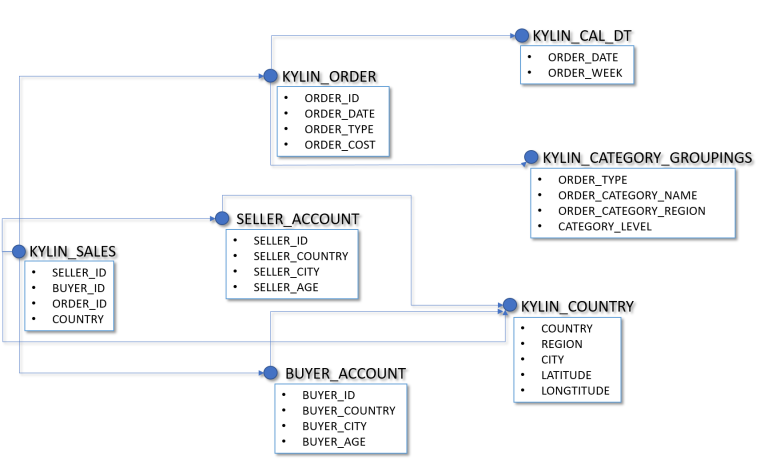 KYLIN_CAL_DT
• ORDER_DATE
• ORDER_WEEK
KYLIN_ORDER
• ORDER_ID
• ORDER_DATE
• ORDER_TYPE
• ORDER_COST
KYLIN_CATEGORY_GROUPINGS
• ORDER_TYPE
• ORDER_CATEGORY_NAME
• ORDER_CATEGORY_REGION
• CATEGORY_LEVEL
SELLER_ACCOUNT
• SELLER_ID
• SELLER_COUNTRY
• SELLER_CITY
• SELLER_AGE
KYLIN_SALES
• SELLER_ID
• BUYER_ID
• ORDER_ID
• COUNTRY
KYLIN_COUNTRY
• COUNTRY
• REGION
• CITY
• LATITUDE
• LONGTITUDE
BUYER_ACCOUNT
• BUYER_ID
• BUYER_COUNTRY
• BUYER_CITY
• BUYER_AGE